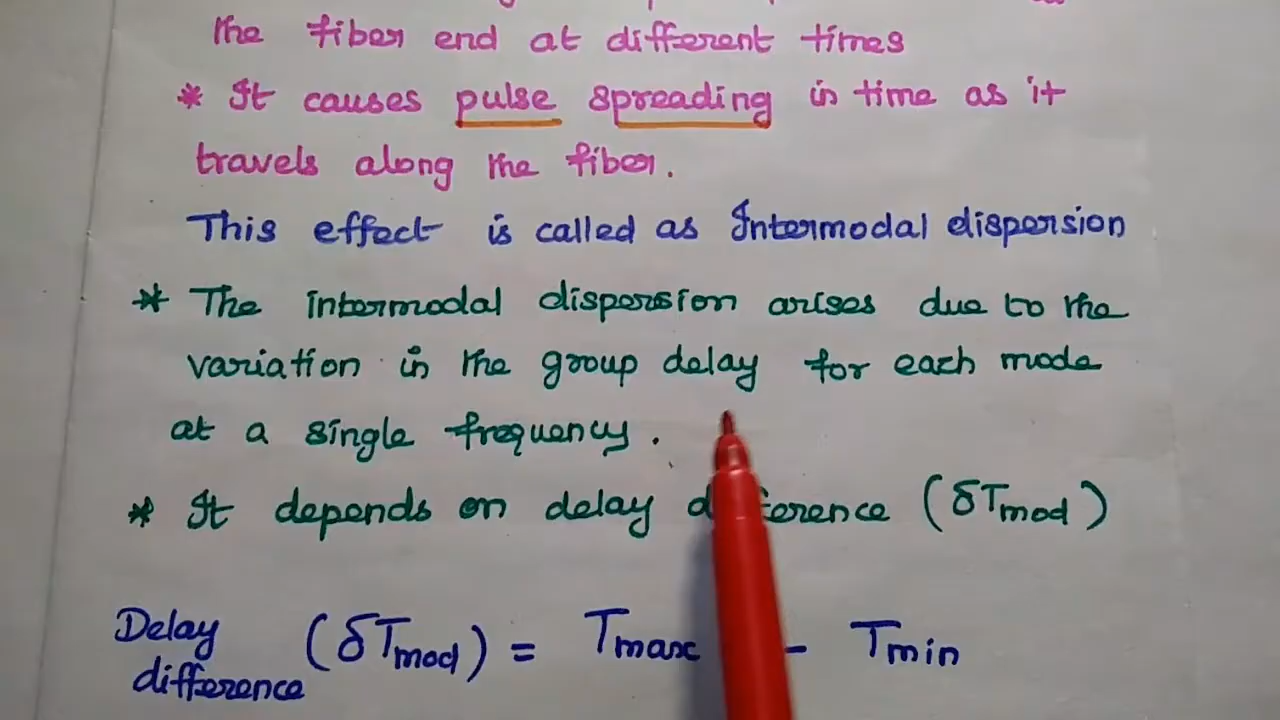 the fiber end at different times
* It causes pulse spreading in time as it
travels along the fiber.
This effect is called as Intermodal dispersion
* The intermodal dispersion arises due to the
variation in the group delay for each mode
at a single frequency.
* It depends on delay (δTmod)
Delay difference (δTmod) = Tmax - Tmin